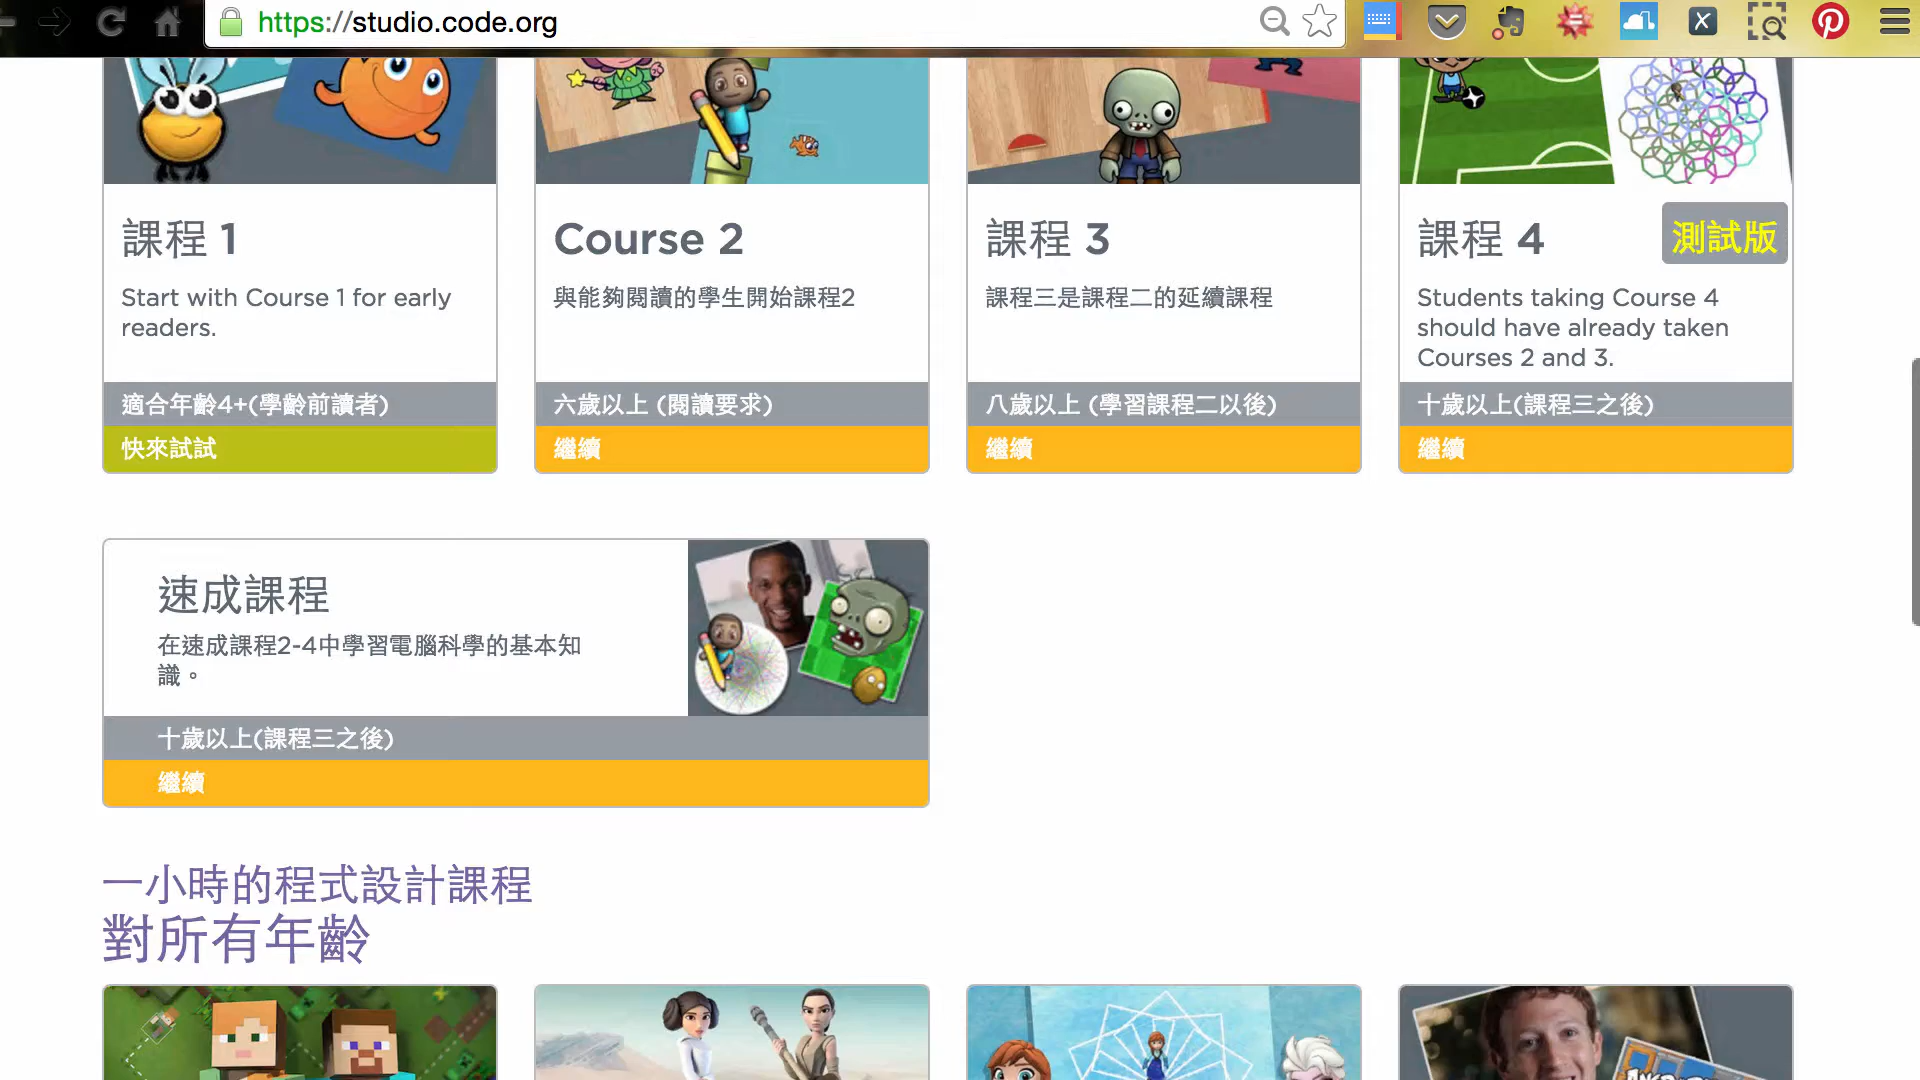 https://studio.code.org
課程 1
Start with Course 1 for early
readers.
適合年齡4+(學齡前讀者)
快來試試
Course 2
與能夠閱讀的學生開始課程2
六歲以上 (閱讀要求)
繼續
課程 3
課程三是課程二的延續課程
八歲以上 (學習課程二以後)
繼續
課程 4
測試版
Students taking Course 4
should have already taken
Courses 2 and 3.
十歲以上(課程三之後)
繼續
速成課程
在速成課程2-4中學習電腦科學的基本知
識。
十歲以上(課程三之後)
繼續
一小時的程式設計課程
對所有年齡